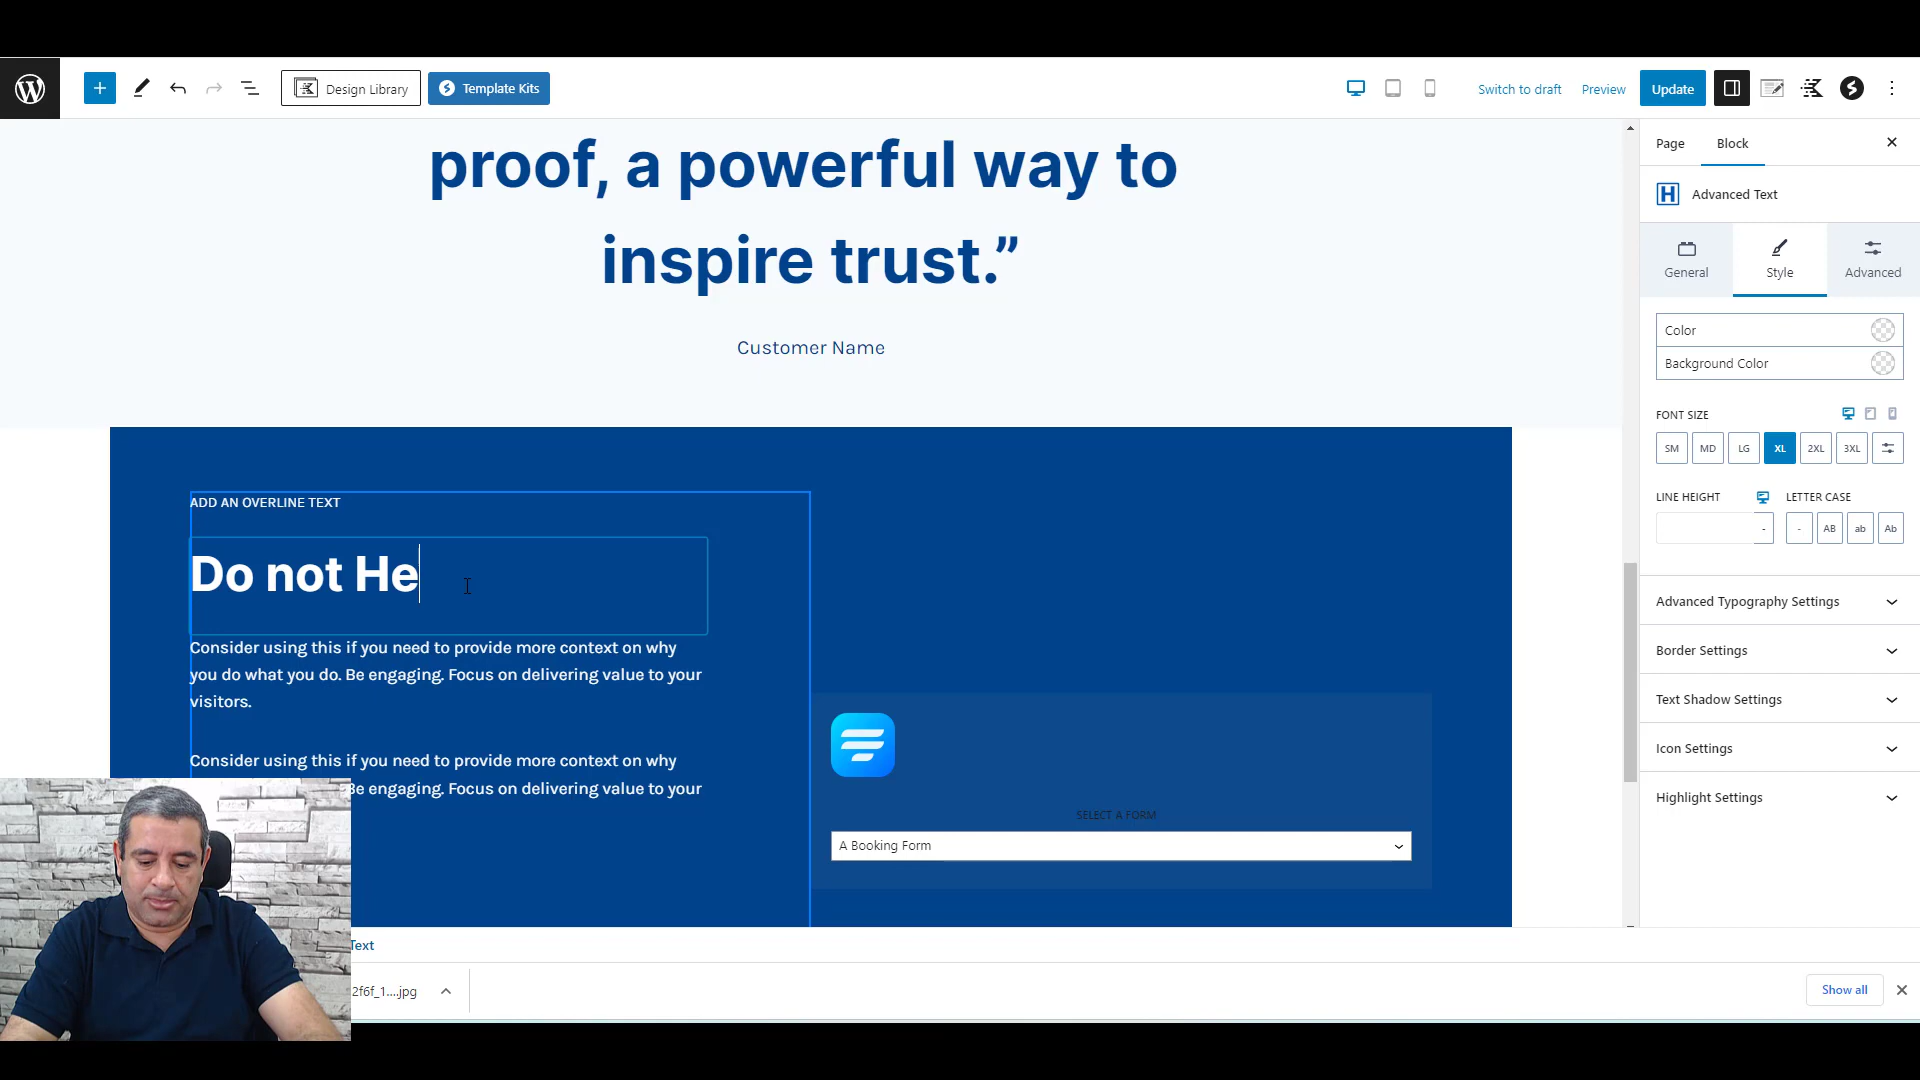 Design Library
Template Kits
Switch to draft
Preview
Update
Page
Block
Advanced Text
General
Style
Advanced
Color
Background Color
FONT SIZE
SM
MD
LG
XL
2XL
3XL
LINE HEIGHT
LETTER CASE
-
-
AB
ab
Ab
Advanced Typography Settings
Border Settings
Text Shadow Settings
Icon Settings
Highlight Settings
proof, a powerful way to
inspire trust.”
Customer Name
ADD AN OVERLINE TEXT
Do not He
Consider using this if you need to provide more context on why
you do what you do. Be engaging. Focus on delivering value to your
visitors.
Consider using this if you need to provide more context on why
Be engaging. Focus on delivering value to your
SELECT A FORM
A Booking Form
Text
2f6f_1....jpg
Show all